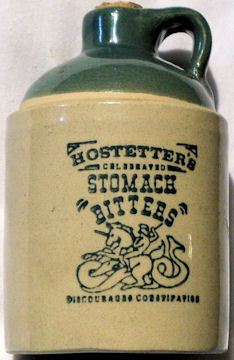 HOSTETTER'S
CELEBRATED
STOMACH
"BITTERS"
DISCOURAGES CONSTIPATION